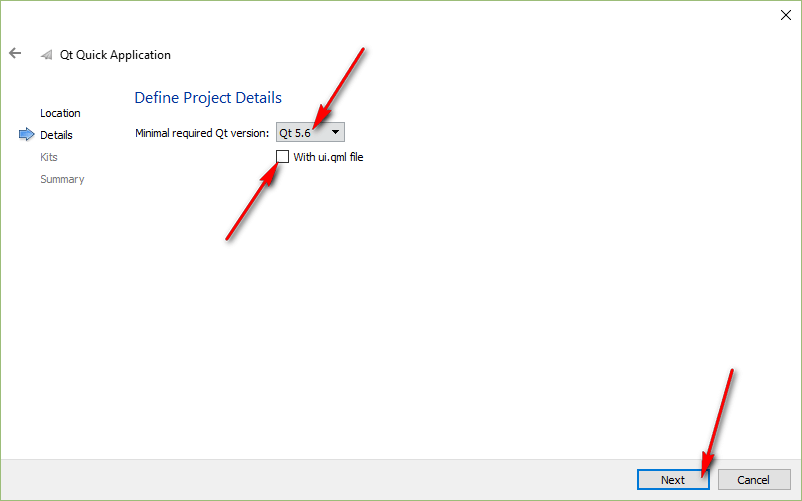 Qt Quick Application
Define Project Details
Location
Details
Kits
Summary
Minimal required Qt version: Qt 5.6
With ui.qml file
Next Cancel